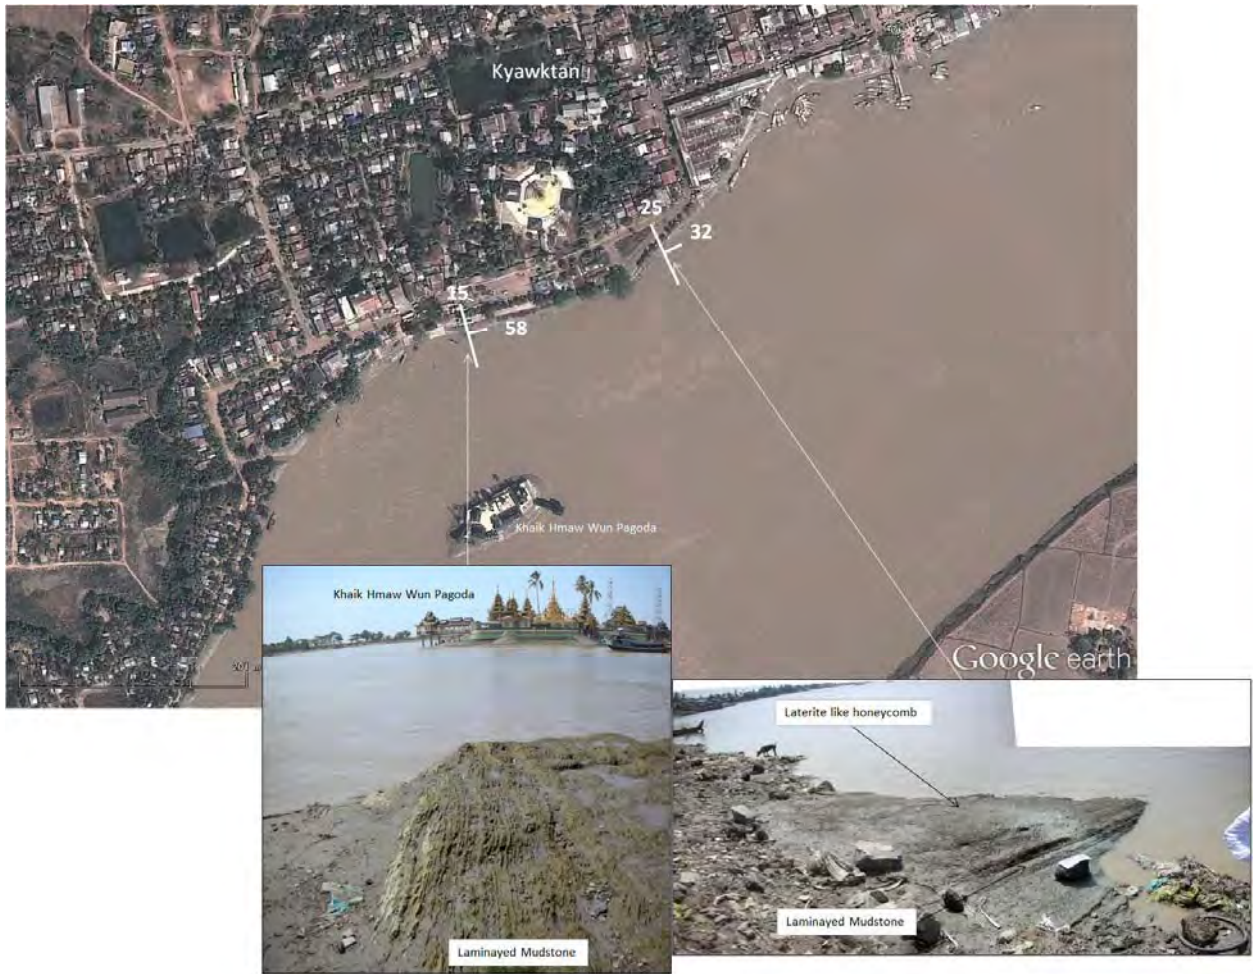 Kyawktan
25
32
15
58
Khaik Hmaw Wun Pagoda
Khaik Hmaw Wun Pagoda
Google earth
Laterite like honeycomb
Laminayed Mudstone
Laminayed Mudstone